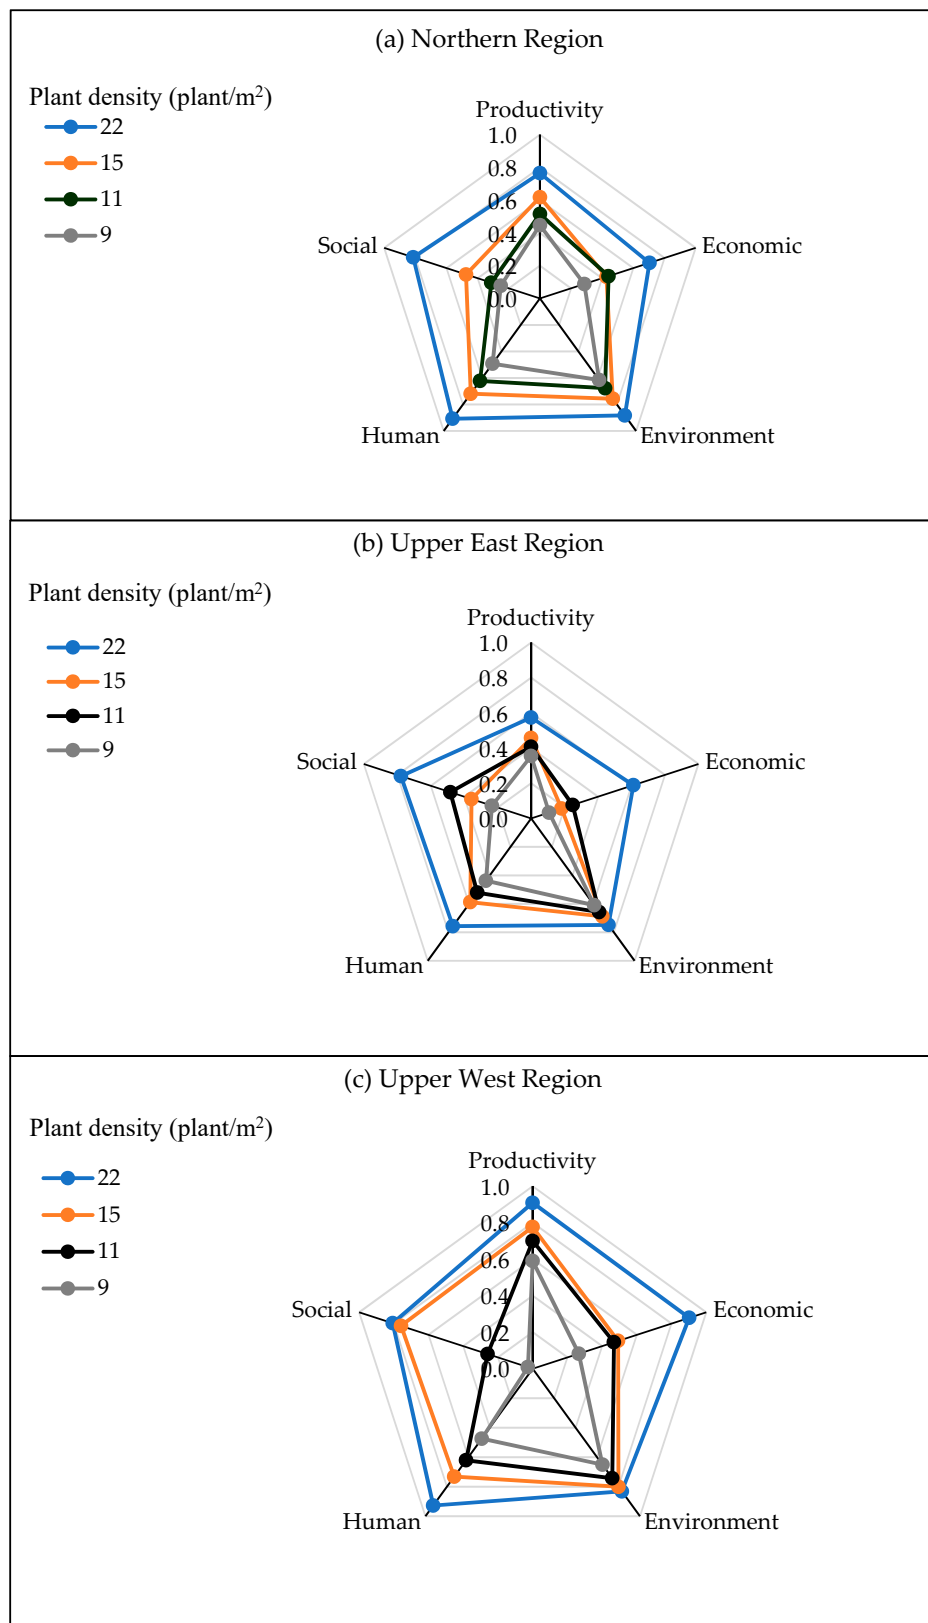 (a) Northern Region
Plant density (plant/m²)
22
15
11
9
Productivity
1.0
0.8
0.6
0.4
0.2
0.0
Social
Economic
Human
Environment
(b) Upper East Region
Plant density (plant/m²)
22
15
11
9
Productivity
1.0
0.8
0.6
0.4
0.2
0.0
Social
Economic
Human
Environment
(c) Upper West Region
Plant density (plant/m²)
22
15
11
9
Productivity
1.0
0.8
0.6
0.4
0.2
0.0
Social
Economic
Human
Environment